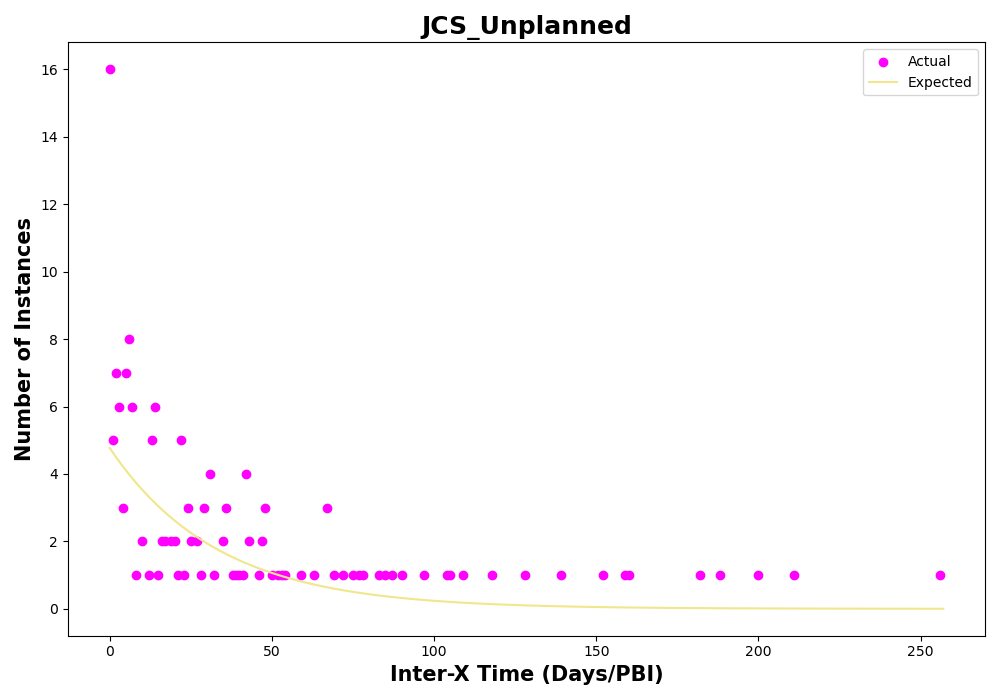 JCS_Unplanned
Actual
Expected
Number of Instances
16
14
12
10
8
6
4
2
0
0 50 100 150 200 250
Inter-X Time (Days/PBI)